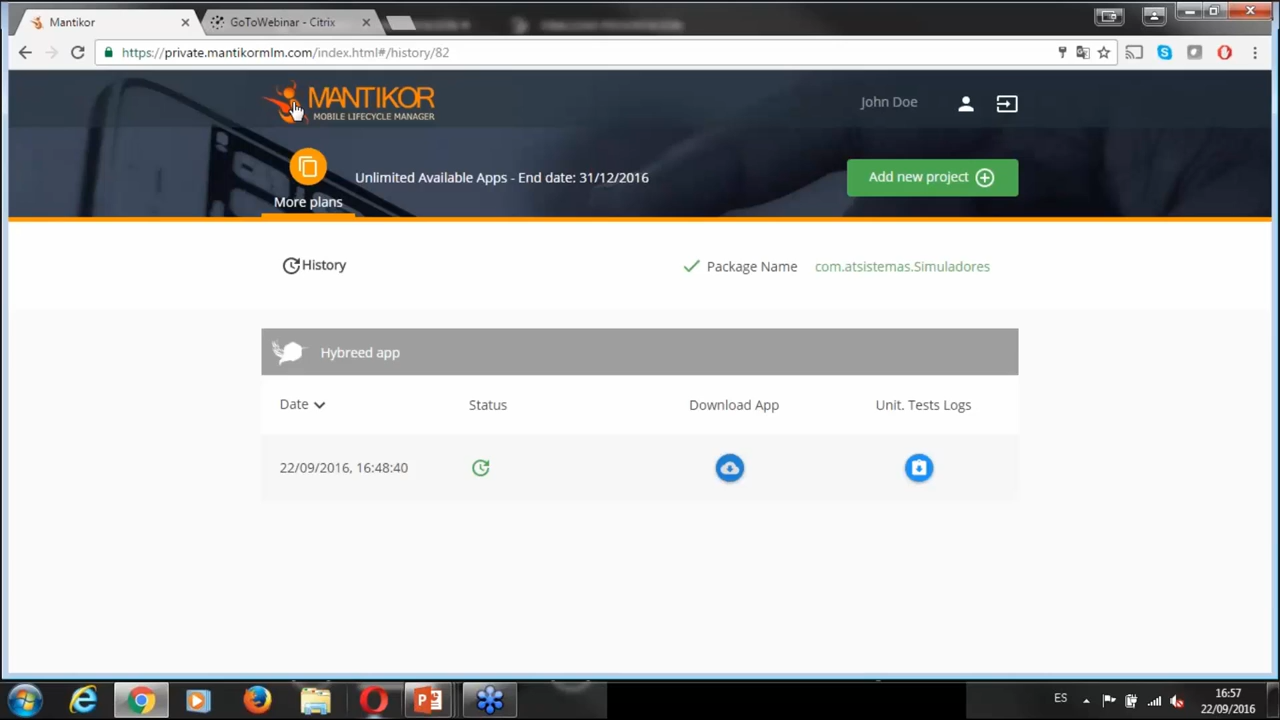 Mantikor
GoToWebinar - Citrix
https://private.mantikormlm.com/index.html#/history/82
MANTIKOR
MOBILE LIFECYCLE MANAGER
John Doe
Unlimited Available Apps - End date: 31/12/2016
Add new project
More plans
History
Package Name
com.atsistemas.Simuladores
Hybreed app
Date
Status
Download App
Unit. Tests Logs
22/09/2016, 16:48:40
ES
16:57
22/09/2016